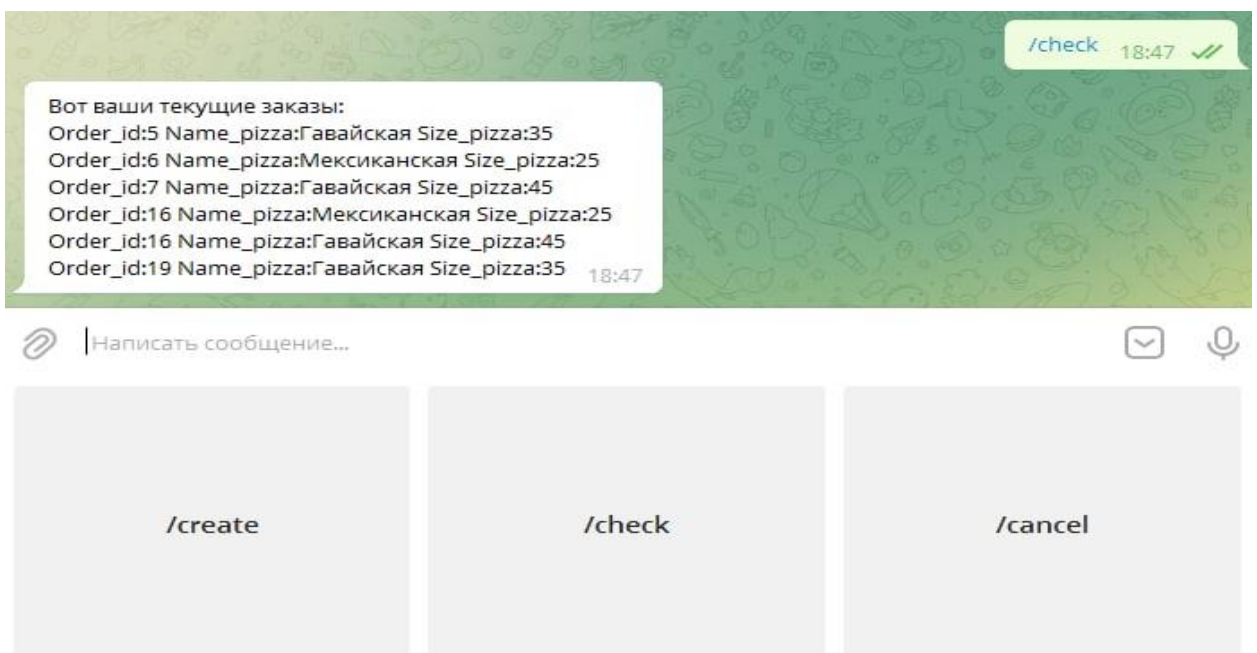 /check 18:47
Вот ваши текущие заказы:
Order_id:5 Name_pizza:Гавайская Size_pizza:35
Order_id:6 Name_pizza:Мексиканская Size_pizza:25
Order_id:7 Name_pizza:Гавайская Size_pizza:45
Order_id:16 Name_pizza:Мексиканская Size_pizza:25
Order_id:16 Name_pizza:Гавайская Size_pizza:45
Order_id:19 Name_pizza:Гавайская Size_pizza:35 18:47
Написать сообщение...
/create /check /cancel